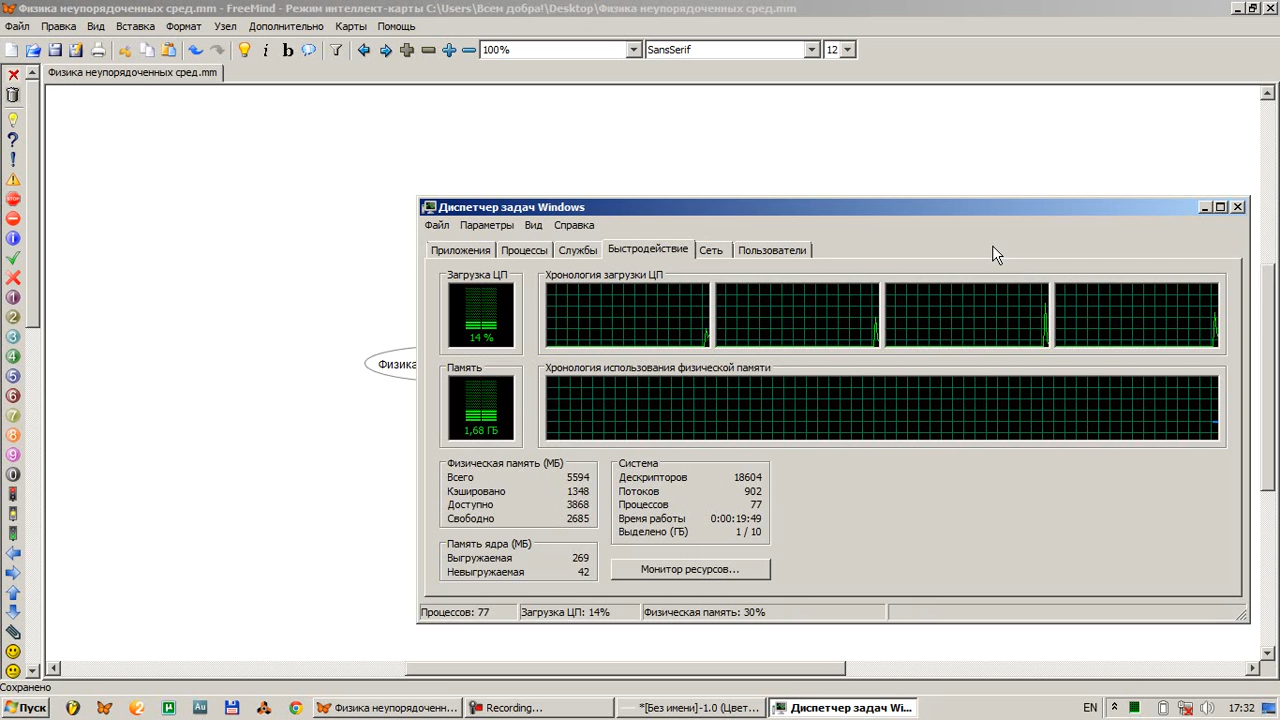 Физика неупорядоченных сред.mm - FreeMind - Режим интеллект-карты C:\Users\Всем добра!\Desktop\Физика неупорядоченных сред.mm
Файл Правка Вид Вставка Формат Узел Дополнительно Карты Помощь
100% SansSerif 12
Физика неупорядоченных сред.mm
Физика
Диспетчер задач Windows
Файл Параметры Вид Справка
Приложения Процессы Службы Быстродействие Сеть Пользователи
Загрузка ЦП Хронология загрузки ЦП
14 %
Память Хронология использования физической памяти
1,68 ГБ
Физическая память (МБ)
Всего 5594
Кэшировано 1348
Доступно 3868
Свободно 2685
Память ядра (МБ)
Выгружаемая 269
Невыгружаемая 42
Система
Дескрипторов 18604
Потоков 902
Процессов 77
Время работы 0:00:19:49
Выделено (ГБ) 1 / 10
Монитор ресурсов...
Процессов: 77 Загрузка ЦП: 14% Физическая память: 30%
Сохранено
Пуск Au Физика неупорядоченн... Recording... *[Без имени]-1.0 (Цвет... Диспетчер задач Wi... EN 17:32